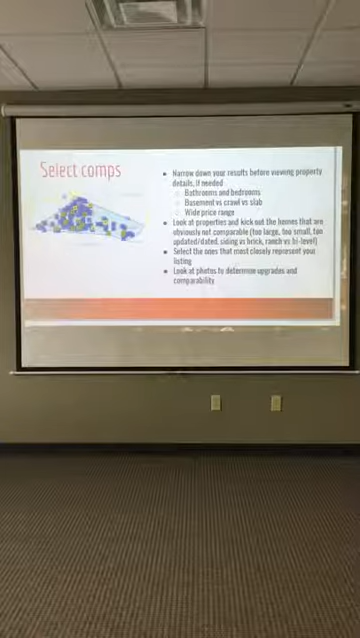 Select comps
Narrow down your results before viewing property
details, if needed
Bathrooms and bedrooms
Basement vs crawl vs slab
Wide price range
Look at properties and kick out the homes that are
obviously not comparable (too large, too small, too
updated/dated, siding vs brick, ranch vs bi-level)
Select the ones that most closely represent your
listing
Look at photos to determine upgrades and
comparability